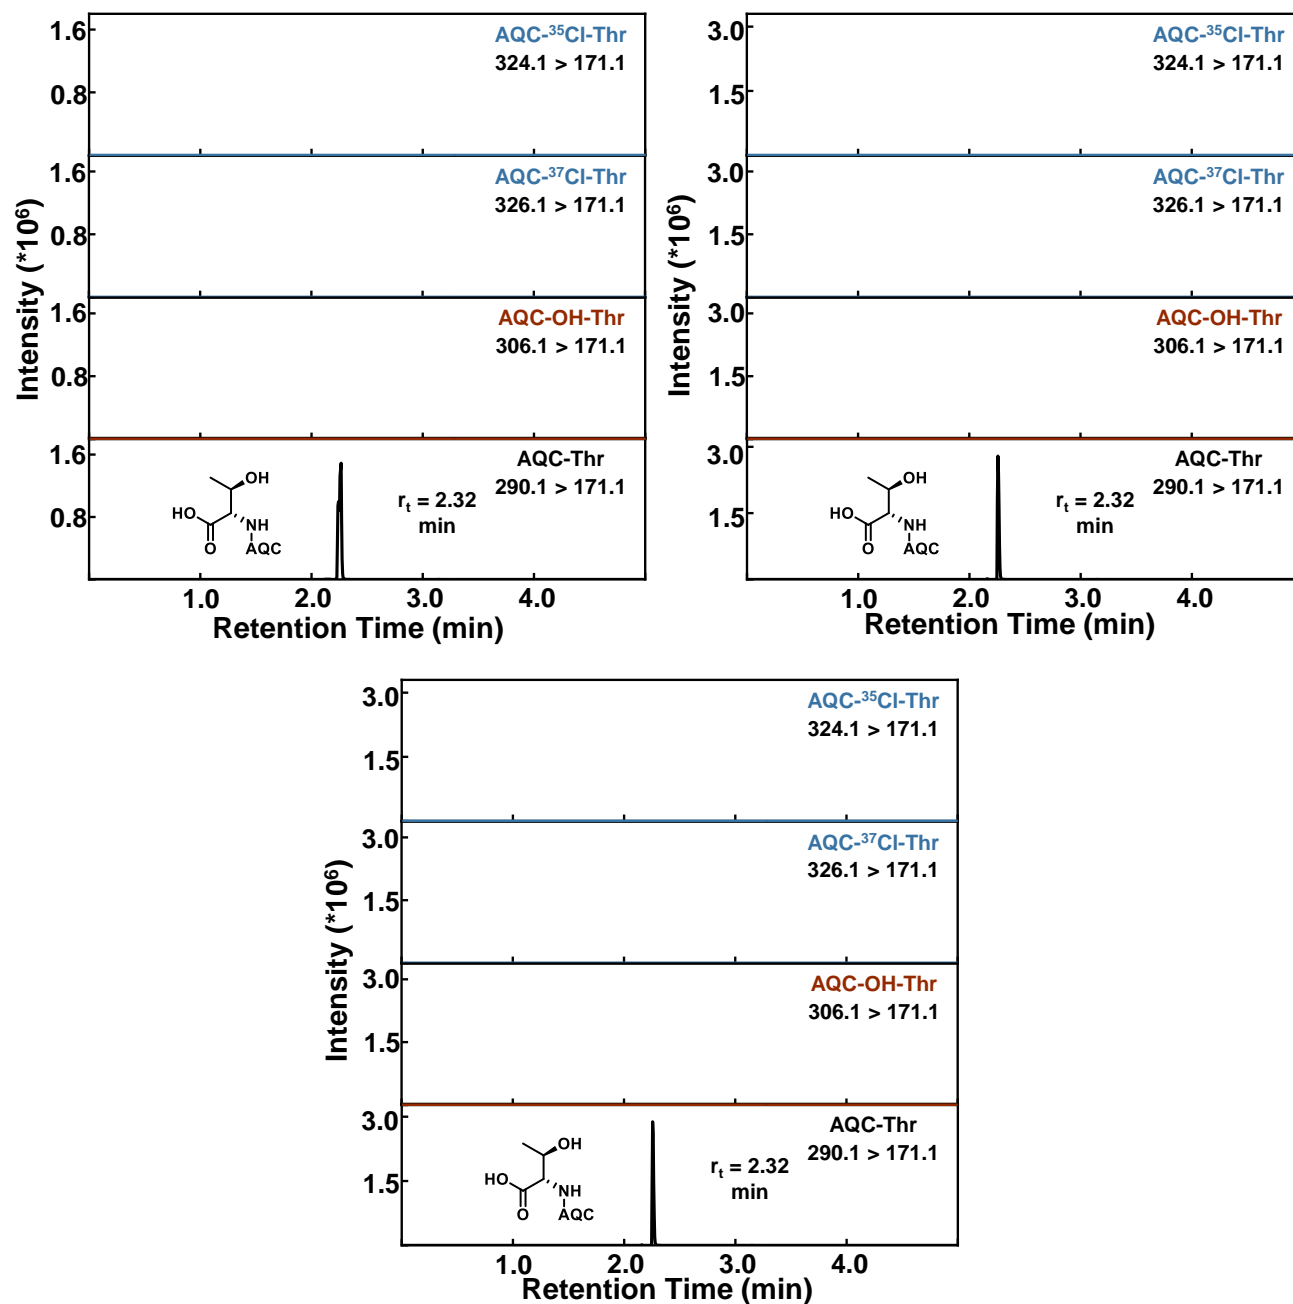 Intensity (*10⁶)
1.6
AQC-³⁵Cl-Thr
324.1 > 171.1
0.8
1.6
AQC-³⁷Cl-Thr
326.1 > 171.1
0.8
1.6
AQC-OH-Thr
306.1 > 171.1
0.8
1.6
AQC-Thr
290.1 > 171.1
0.8
OH
HO
O
NH
AQC
rₜ = 2.32
min
1.0 2.0 3.0 4.0
Retention Time (min)
Intensity (*10⁶)
3.0
AQC-³⁵Cl-Thr
324.1 > 171.1
1.5
3.0
AQC-³⁷Cl-Thr
326.1 > 171.1
1.5
3.0
AQC-OH-Thr
306.1 > 171.1
1.5
3.0
AQC-Thr
290.1 > 171.1
1.5
OH
HO
O
NH
AQC
rₜ = 2.32
min
1.0 2.0 3.0 4.0
Retention Time (min)
Intensity (*10⁶)
3.0
AQC-³⁵Cl-Thr
324.1 > 171.1
1.5
3.0
AQC-³⁷Cl-Thr
326.1 > 171.1
1.5
3.0
AQC-OH-Thr
306.1 > 171.1
1.5
3.0
AQC-Thr
290.1 > 171.1
1.5
OH
HO
O
NH
AQC
rₜ = 2.32
min
1.0 2.0 3.0 4.0
Retention Time (min)